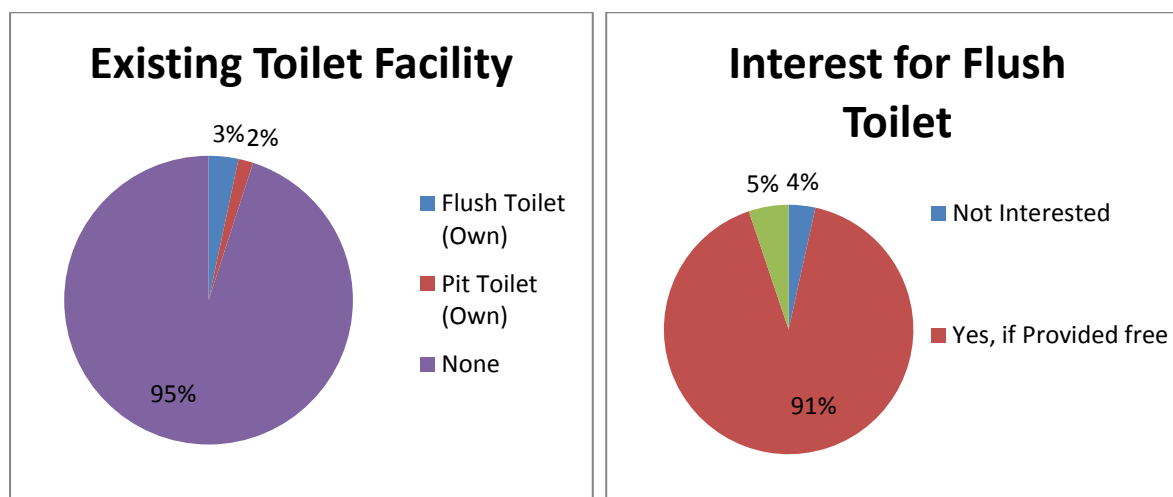 Existing Toilet Facility
3% 2%
95%
Flush Toilet
(Own)
Pit Toilet
(Own)
None
Interest for Flush
Toilet
5% 4%
91%
Not Interested
Yes, if Provided free